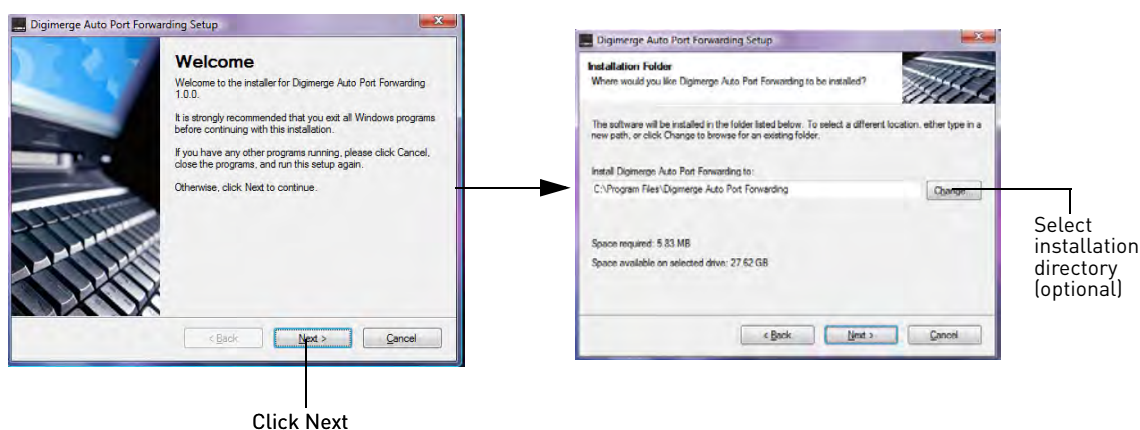 Digimerge Auto Port Forwarding Setup
Welcome
Welcome to the installer for Digimerge Auto Port Forwarding
1.0.0.
It is strongly recommended that you exit all Windows programs
before continuing with this installation.
If you have any other programs running, please click Cancel,
close the programs, and run this setup again.
Otherwise, click Next to continue.
< Back
Next >
Cancel
Click Next
Digimerge Auto Port Forwarding Setup
Installation Folder
Where would you like Digimerge Auto Port Forwarding to be installed?
The software will be installed in the folder listed below. To select a different location, either type in a
new path, or click Change to browse for an existing folder.
Install Digimerge Auto Port Forwarding to:
C:\Program Files\Digimerge Auto Port Forwarding
Change...
Space required: 5.83 MB
Space available on selected drive: 27.62 GB
< Back
Next >
Cancel
Select
installation
directory
(optional)